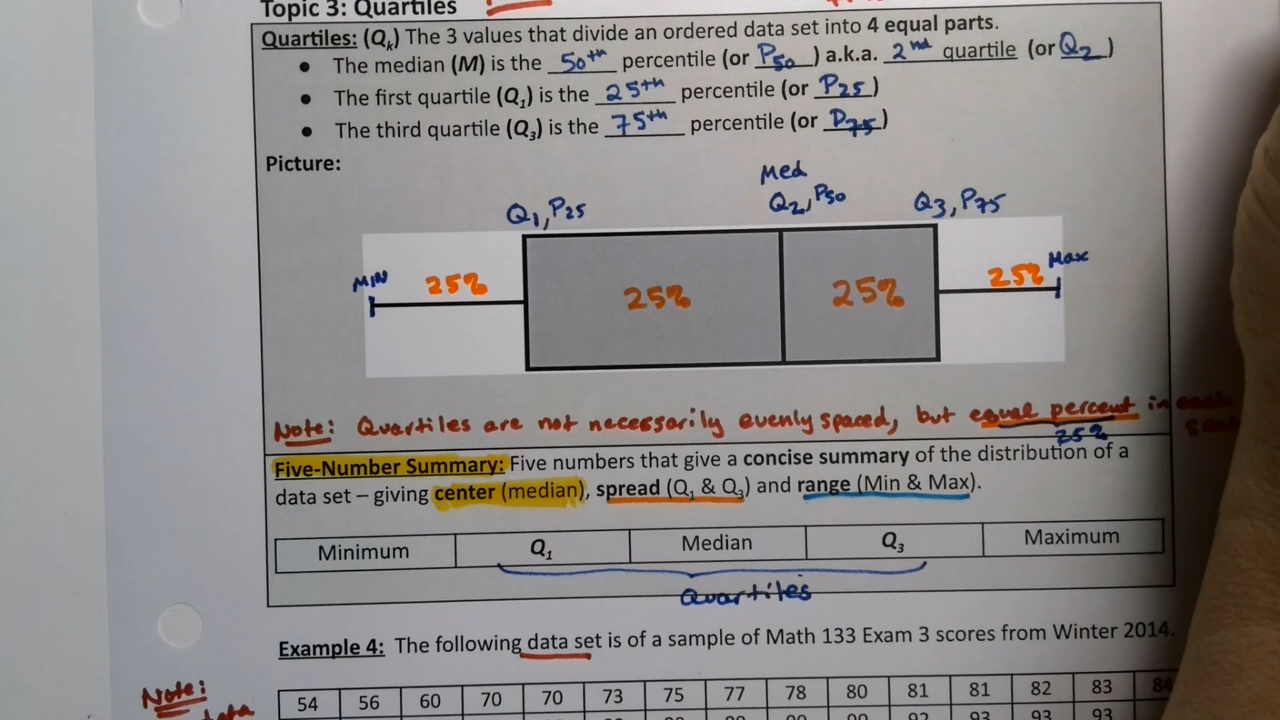 Topic 3: Quartiles
Quartiles: (Qk) The 3 values that divide an ordered data set into 4 equal parts.
• The median (M) is the 50th percentile (or P50) a.k.a. 2nd quartile (or Q2)
• The first quartile (Q1) is the 25th percentile (or P25)
• The third quartile (Q3) is the 75th percentile (or P75)
Picture:
Med
Q1, P25 Q2, P50 Q3, P75
MIN 25% 25% 25% 25% Max
Note: Quartiles are not necessarily evenly spaced, but equal percent in each
25%
Five-Number Summary: Five numbers that give a concise summary of the distribution of a
data set – giving center (median), spread (Q1 & Q3) and range (Min & Max).
Minimum Q1 Median Q3 Maximum
Quartiles
Example 4: The following data set is of a sample of Math 133 Exam 3 scores from Winter 2014.
Note:
54 56 60 70 70 73 75 77 78 80 81 81 82 83 84
data